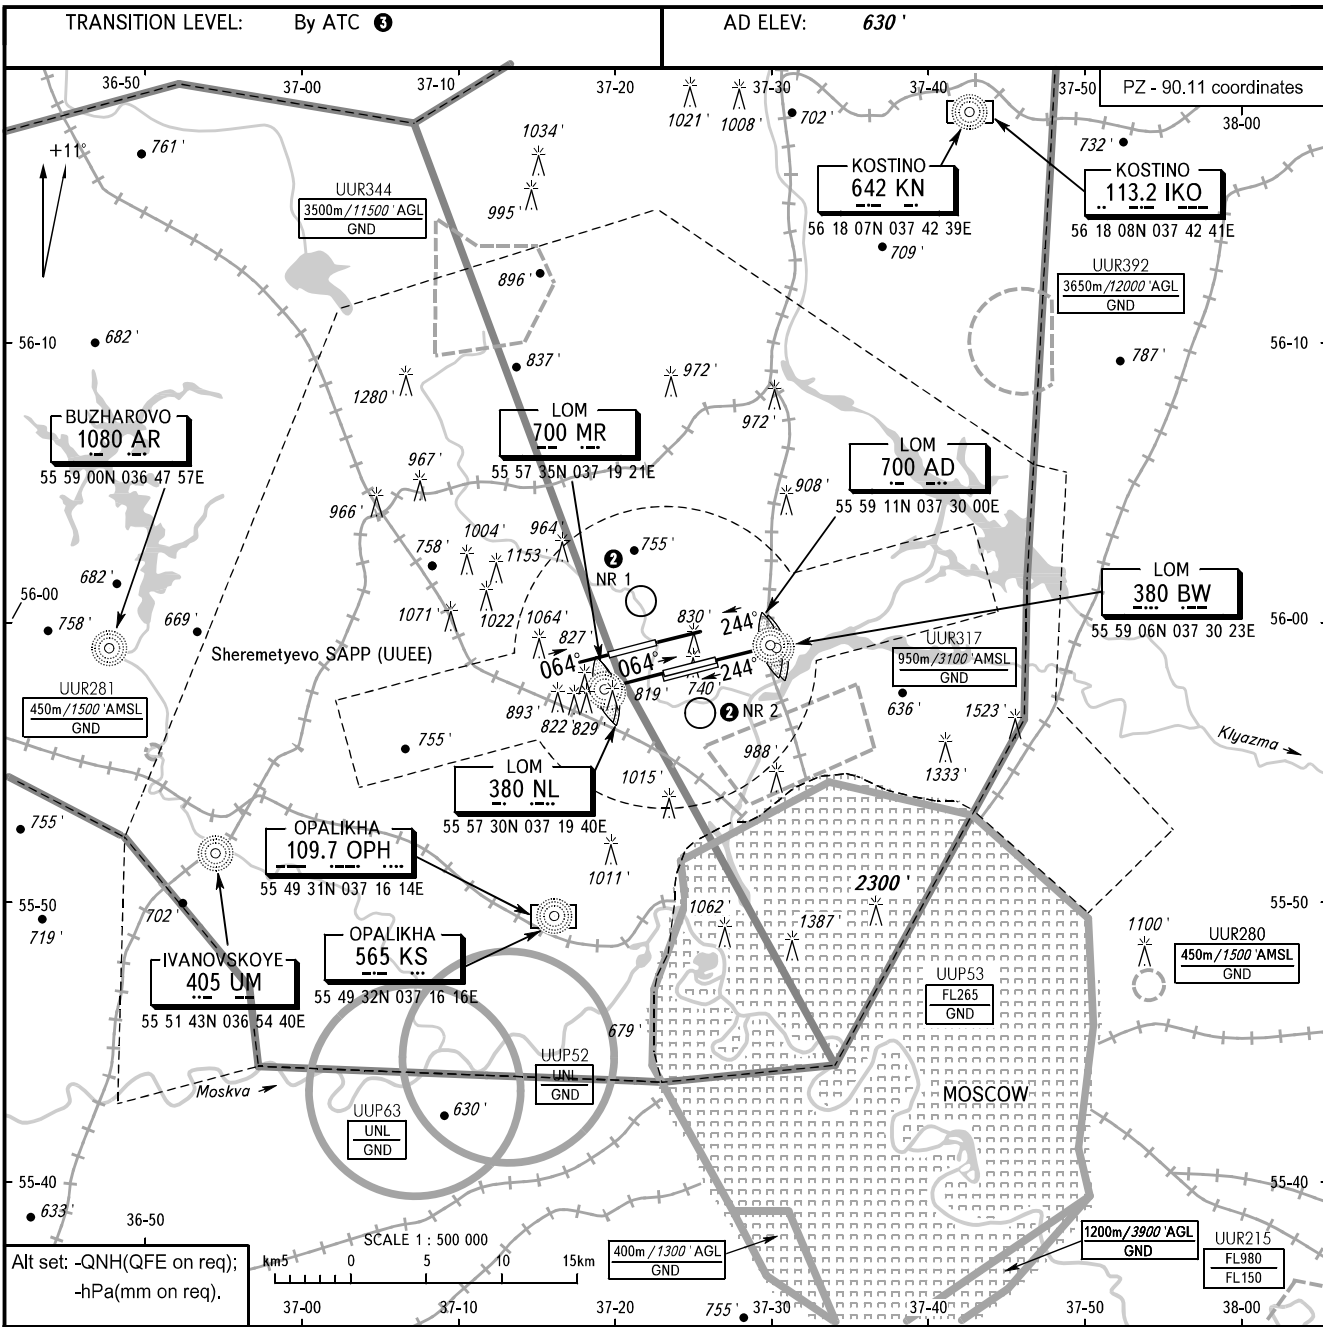 TRANSITION LEVEL: By ATC ❸
AD ELEV: 630 '
36-50
37-00
37-10
37-20
37-30
37-40
37-50
PZ - 90.11 coordinates
38-00
+11°
761 '
1034 '
995 '
1021 '
1008 '
702 '
732 '
UUR344
3500m/11500 'AGL
GND
KOSTINO
642 KN
56 18 07N 037 42 39E
KOSTINO
113.2 IKO
56 18 08N 037 42 41E
709 '
896 '
UUR392
3650m/12000 'AGL
GND
56-10
682 '
837 '
787 '
56-10
1280 '
972 '
972 '
BUZHAROVO
1080 AR
55 59 00N 036 47 57E
LOM
700 MR
55 57 35N 037 19 21E
LOM
700 AD
55 59 11N 037 30 00E
967 '
966 '
908 '
964 '
1004 '
1153 '
758 '
755 '
❷
NR 1
682 '
56-00
758 '
669 '
1071 '
1022 '
1064 '
827 '
830 '
LOM
380 BW
55 59 06N 037 30 23E
56-00
Sheremetyevo SAPP (UUEE)
244°
064°
064°
244°
UUR317
950m/3100 'AMSL
GND
UUR281
450m/1500 'AMSL
GND
893 '
822 '
829 '
819 '
740 '
❷ NR 2
636 '
1523 '
Klyazma
755 '
988 '
1333 '
1015 '
LOM
380 NL
55 57 30N 037 19 40E
755 '
OPALIKHA
109.7 OPH
55 49 31N 037 16 14E
1011 '
2300 '
55-50
702 '
719 '
1062 '
1387 '
1100 '
55-50
UUR280
450m/1500 'AMSL
GND
IVANOVSKOYE
405 UM
55 51 43N 036 54 40E
OPALIKHA
565 KS
55 49 32N 037 16 16E
UUP53
FL265
GND
679 '
UUP52
UNL
GND
Moskva
MOSCOW
UUP63
UNL
GND
630 '
55-40
55-40
633 '
36-50
SCALE 1 : 500 000
km5 0 5 10 15km
Alt set: -QNH(QFE on req);
-hPa(mm on req).
400m/1300 'AGL
GND
1200m/3900 'AGL
GND
UUR215
FL980
FL150
37-00
37-10
37-20
755 '
37-30
37-40
37-50
38-00